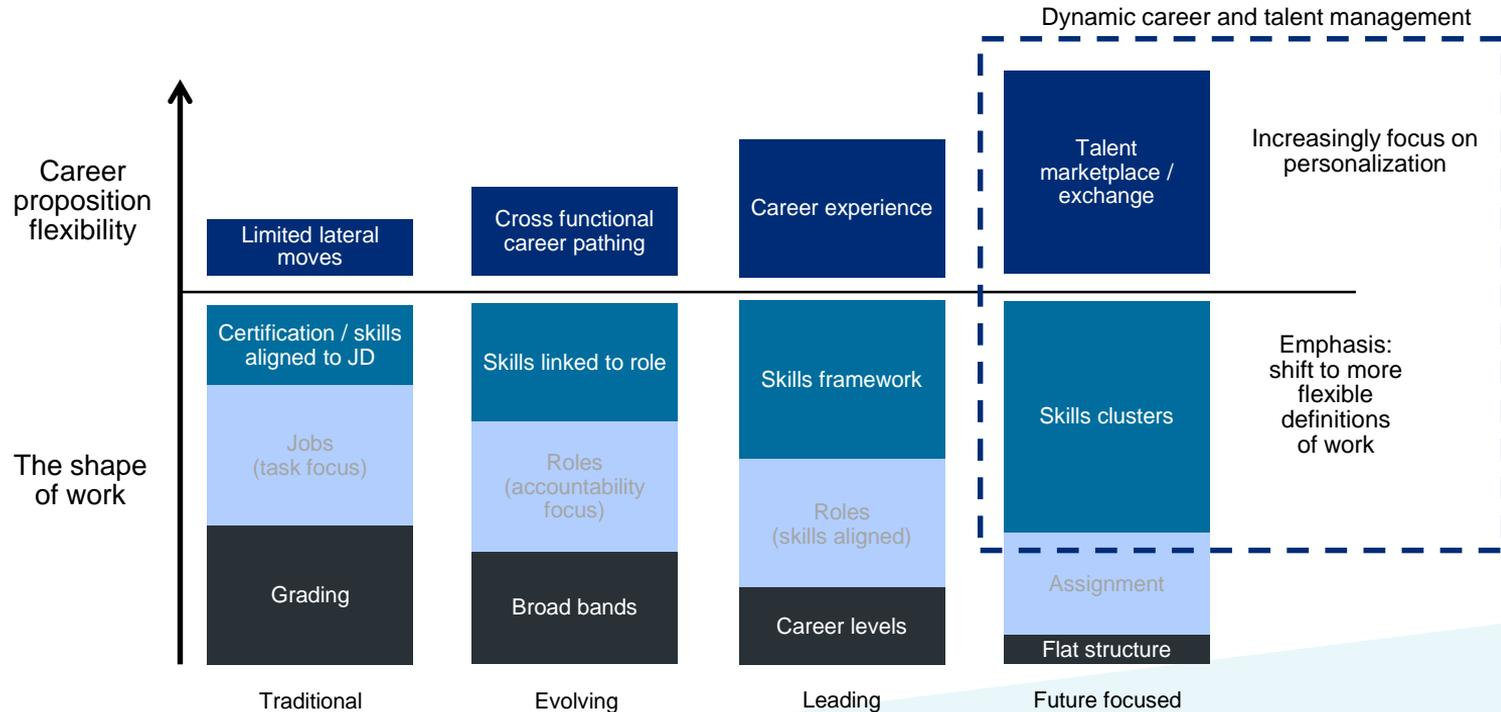 Dynamic career and talent management
Career
proposition
flexibility
Limited lateral
moves
Cross functional
career pathing
Career experience
Talent
marketplace /
exchange
Increasingly focus on
personalization
The shape
of work
Certification / skills
aligned to JD
Jobs
(task focus)
Grading
Skills linked to role
Roles
(accountability
focus)
Broad bands
Skills framework
Roles
(skills aligned)
Career levels
Skills clusters
Assignment
Flat structure
Emphasis:
shift to more
flexible
definitions
of work
Traditional
Evolving
Leading
Future focused